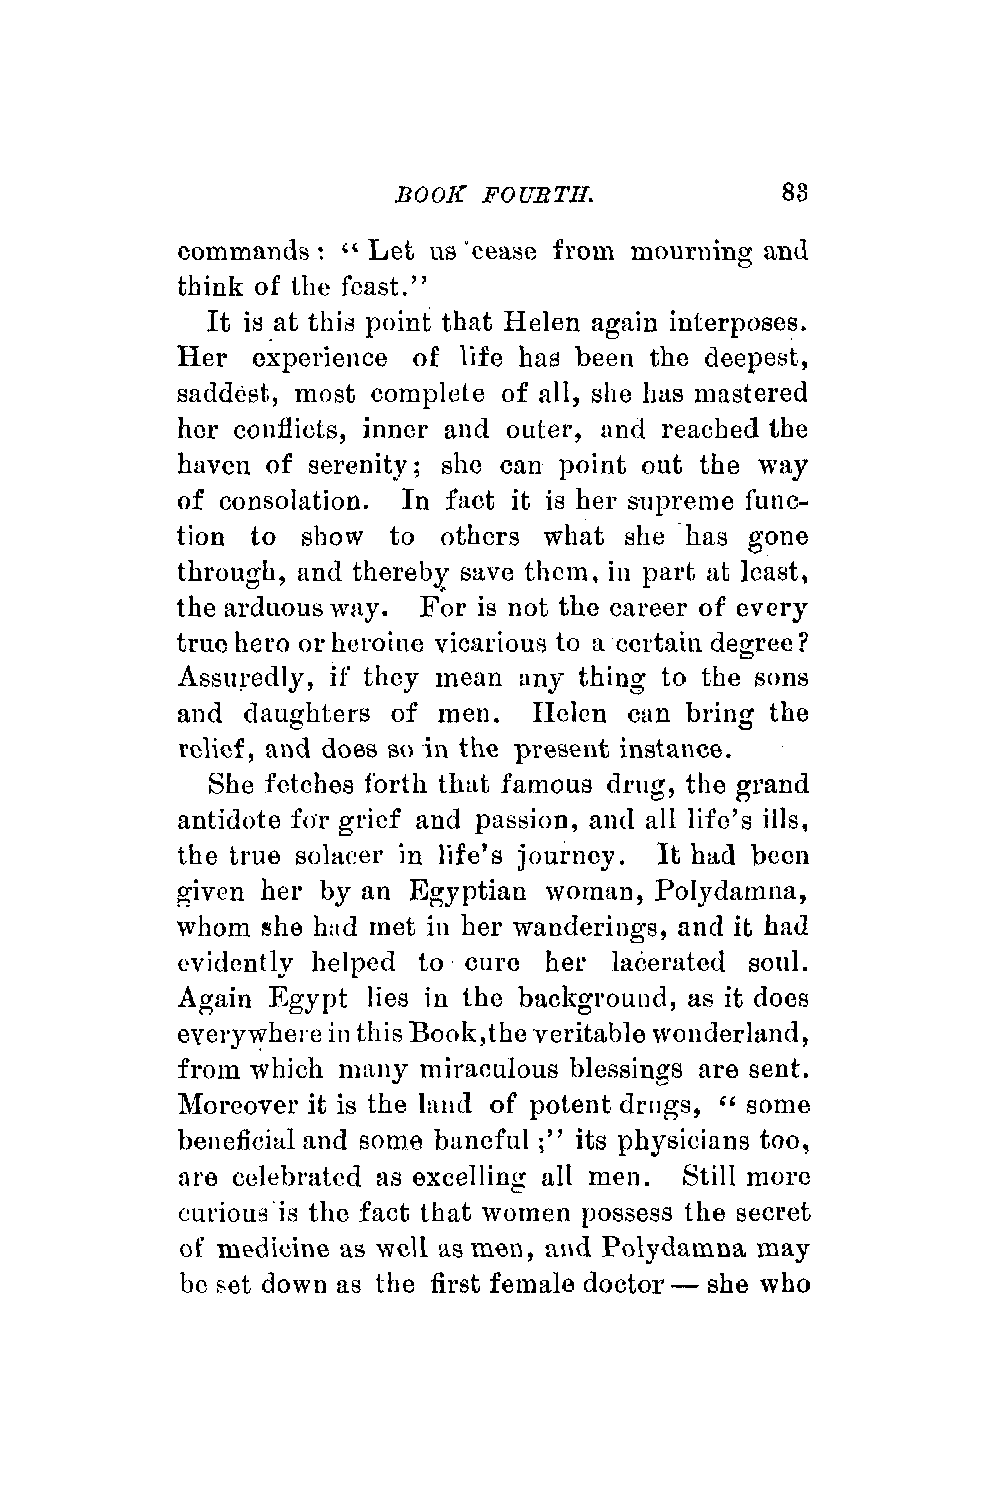 BOOK FOURTH. 83
commands: “ Let us cease from mourning and
think of the feast.”
It is at this point that Helen again interposes.
Her experience of life has been the deepest,
saddest, most complete of all, she has mastered
her conflicts, inner and outer, and reached the
haven of serenity; she can point out the way
of consolation. In fact it is her supreme func-
tion to show to others what she has gone
through, and thereby save them, in part at least,
the arduous way. For is not the career of every
true hero or heroine vicarious to a certain degree?
Assuredly, if they mean any thing to the sons
and daughters of men. Helen can bring the
relief, and does so in the present instance.
She fetches forth that famous drug, the grand
antidote for grief and passion, and all life’s ills,
the true solacer in life’s journey. It had been
given her by an Egyptian woman, Polydamna,
whom she had met in her wanderings, and it had
evidently helped to cure her lacerated soul.
Again Egypt lies in the background, as it does
everywhere in this Book, the veritable wonderland,
from which many miraculous blessings are sent.
Moreover it is the land of potent drugs, “ some
beneficial and some baneful ;” its physicians too,
are celebrated as excelling all men. Still more
curious is the fact that women possess the secret
of medicine as well as men, and Polydamna may
be set down as the first female doctor — she who